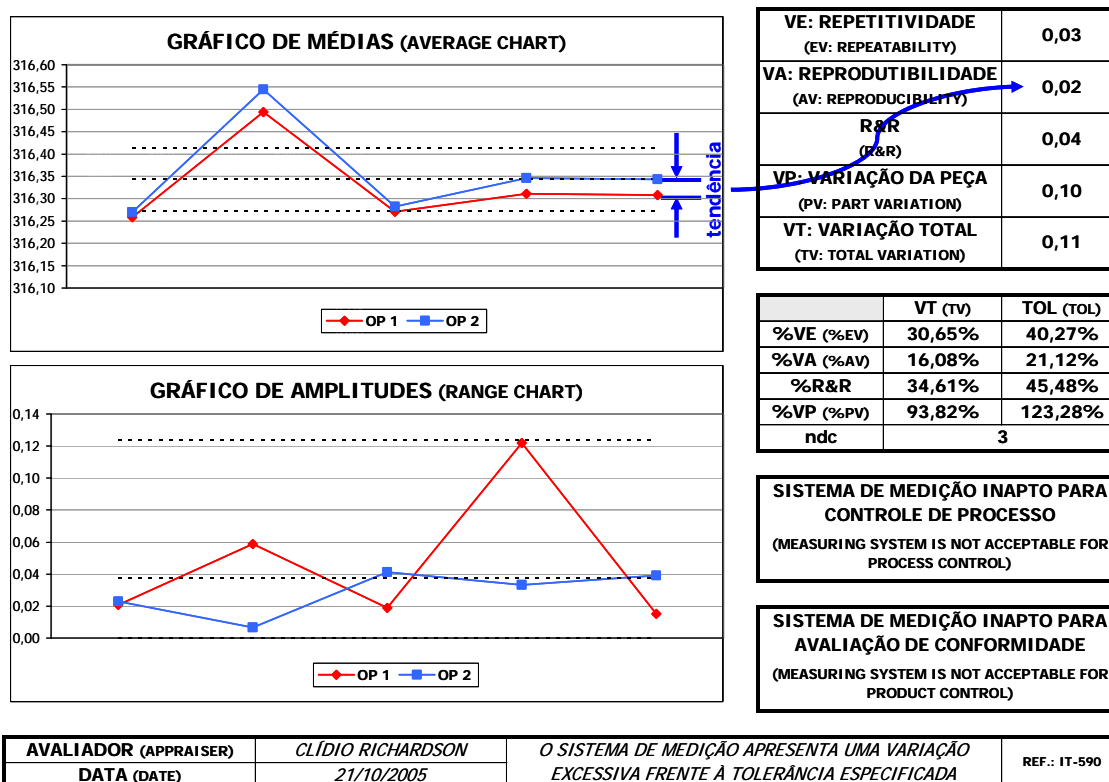 GRÁFICO DE MÉDIAS (AVERAGE CHART)
316,60
316,55
316,50
316,45
316,40
316,35
316,30
316,25
316,20
316,15
316,10
tendência
OP 1 OP 2
GRÁFICO DE AMPLITUDES (RANGE CHART)
0,14
0,12
0,10
0,08
0,06
0,04
0,02
0,00
OP 1 OP 2
VE: REPETITIVIDADE
(EV: REPEATABILITY)
0,03
VA: REPRODUTIBILIDADE
(AV: REPRODUCIBILITY)
0,02
R&R
(R&R)
0,04
VP: VARIAÇÃO DA PEÇA
(PV: PART VARIATION)
0,10
VT: VARIAÇÃO TOTAL
(TV: TOTAL VARIATION)
0,11
VT (TV) TOL (TOL)
%VE (%EV) 30,65% 40,27%
%VA (%AV) 16,08% 21,12%
%R&R 34,61% 45,48%
%VP (%PV) 93,82% 123,28%
ndc 3
SISTEMA DE MEDIÇÃO INAPTO PARA
CONTROLE DE PROCESSO
(MEASURING SYSTEM IS NOT ACCEPTABLE FOR
PROCESS CONTROL)
SISTEMA DE MEDIÇÃO INAPTO PARA
AVALIAÇÃO DE CONFORMIDADE
(MEASURING SYSTEM IS NOT ACCEPTABLE FOR
PRODUCT CONTROL)
AVALIADOR (APPRAISER) CLÍDIO RICHARDSON
DATA (DATE) 21/10/2005
O SISTEMA DE MEDIÇÃO APRESENTA UMA VARIAÇÃO
EXCESSIVA FRENTE À TOLERÂNCIA ESPECIFICADA
REF.: IT-590